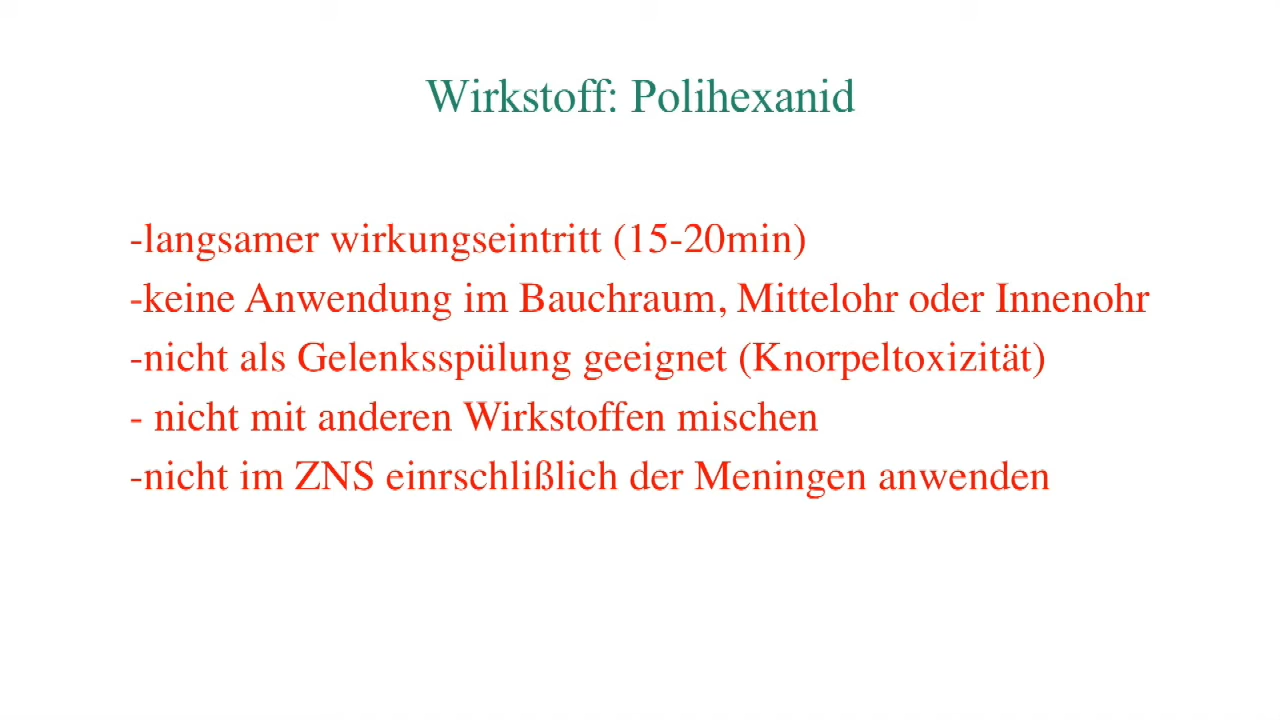 Wirkstoff: Polihexanid
-langsamer wirkungseintritt (15-20min)
-keine Anwendung im Bauchraum, Mittelohr oder Innenohr
-nicht als Gelenksspülung geeignet (Knorpeltoxizität)
- nicht mit anderen Wirkstoffen mischen
-nicht im ZNS einrschlißlich der Meningen anwenden